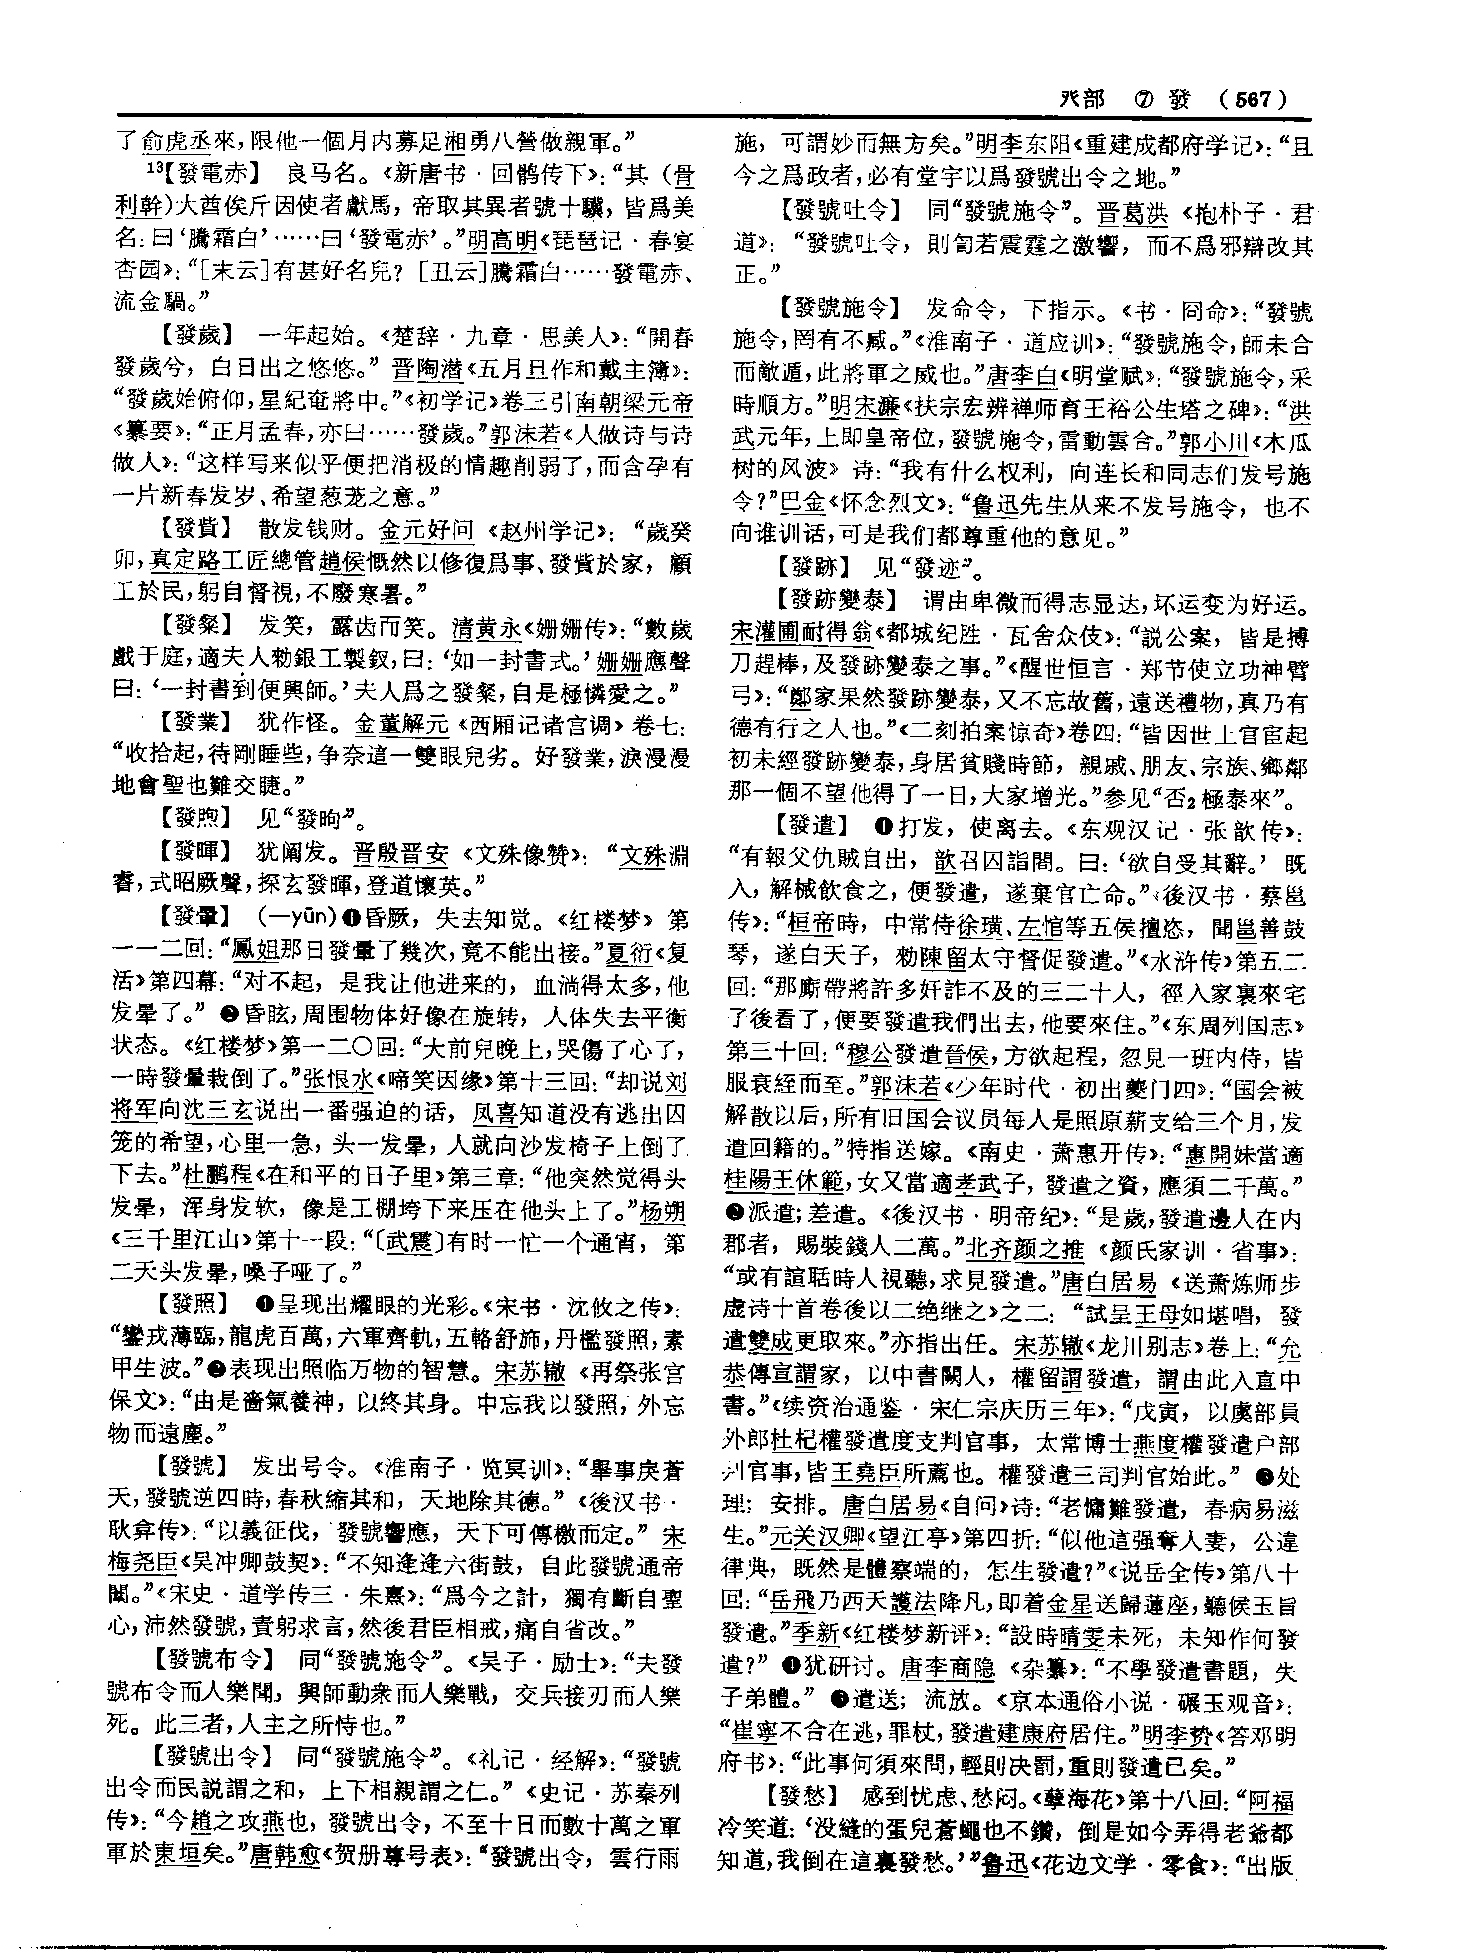 癶部 ⑦ 發 （567）
了俞虎丞來，限他一個月內募足湘勇八營做親軍。”
13【發電赤】 良马名。《新唐书·回鹘传下》：“其（骨
利幹）大酋俟斤因使者獻馬，帝取其異者號十驥，皆爲美
名：曰‘騰霜白’……曰‘發電赤’。”明高明《琵琶记·春宴
杏园》：“［末云］有甚好名兒？［丑云］騰霜白……發電赤、
流金騧。”
【發歲】 一年起始。《楚辞·九章·思美人》：“開春
發歲兮，白日出之悠悠。”晋陶潜《五月旦作和戴主簿》：
“發歲始俯仰，星紀奄將中。”《初学记》卷三引南朝梁元帝
《纂要》：“正月孟春，亦曰……發歲。”郭沫若《人做诗与诗
做人》：“这样写来似乎便把消极的情趣削弱了，而含孕有
一片新春发岁、希望葱茏之意。”
【發貲】 散发钱财。金元好问《赵州学记》：“歲癸
卯，真定路工匠總管趙侯慨然以修復爲事、發貲於家，顧
工於民，躬自督視，不廢寒暑。”
【發粲】 发笑，露齿而笑。清黄永《姗姗传》：“數歲
戲于庭，適夫人勑銀工製釵，曰：‘如一封書式。’姗姗應聲
曰：‘一封書到便興師。’夫人爲之發粲，自是極憐愛之。”
【發業】 犹作怪。金董解元《西厢记诸宫调》卷七：
“收拾起，待剛睡些，争奈這一雙眼兒劣。好發業，淚漫漫
地會聖也難交睫。”
【發煦】 见“發昫”。
【發暉】 犹阐发。晋殷晋安《文殊像赞》：“文殊淵
睿，式昭厥聲，探玄發暉，登道懷英。”
【發暈】 （—yūn）❶昏厥，失去知觉。《红楼梦》第
一一二回：“鳳姐那日發暈了幾次，竟不能出接。”夏衍《复
活》第四幕：“对不起，是我让他进来的，血淌得太多，他
发晕了。”❷昏眩，周围物体好像在旋转，人体失去平衡
状态。《红楼梦》第一二〇回：“大前兒晚上，哭傷了心了，
一時發暈栽倒了。”张恨水《啼笑因缘》第十三回：“却说刘
将军向沈三玄说出一番强迫的话，凤喜知道没有逃出囚
笼的希望，心里一急，头一发晕，人就向沙发椅子上倒了
下去。”杜鹏程《在和平的日子里》第三章：“他突然觉得头
发晕，浑身发软，像是工棚垮下来压在他头上了。”杨朔
《三千里江山》第十一段：“〔武震〕有时一忙一个通宵，第
二天头发晕，嗓子哑了。”
【發照】 ❶呈现出耀眼的光彩。《宋书·沈攸之传》：
“蠻戎薄臨，龍虎百萬，六軍齊軌，五輅舒旆，丹檻發照，素
甲生波。”❷表现出照临万物的智慧。宋苏辙《再祭张宫
保文》：“由是嗇氣養神，以終其身。中忘我以發照，外忘
物而遠塵。”
【發號】 发出号令。《淮南子·览冥训》：“舉事戾蒼
天，發號逆四時，春秋縮其和，天地除其德。”《後汉书·
耿弇传》：“以義征伐，發號響應，天下可傳檄而定。”宋
梅尧臣《吴冲卿鼓契》：“不知逢逢六街鼓，自此發號通帝
閽。”《宋史·道学传三·朱熹》：“爲今之計，獨有斷自聖
心，沛然發號，責躬求言，然後君臣相戒，痛自省改。”
【發號布令】 同“發號施令”。《吴子·励士》：“夫發
號布令而人樂聞，興師動衆而人樂戰，交兵接刃而人樂
死。此三者，人主之所恃也。”
【發號出令】 同“發號施令”。《礼记·经解》：“發號
出令而民説謂之和，上下相親謂之仁。”《史记·苏秦列
传》：“今趙之攻燕也，發號出令，不至十日而數十萬之軍
軍於東垣矣。”唐韩愈《贺册尊号表》：“發號出令，雲行雨
施，可謂妙而無方矣。”明李东阳《重建成都府学记》：“且
今之爲政者，必有堂宇以爲發號出令之地。”
【發號吐令】 同“發號施令”。晋葛洪《抱朴子·君
道》：“發號吐令，則訇若震霆之激響，而不爲邪辯改其
正。”
【發號施令】 发命令，下指示。《书·冏命》：“發號
施令，罔有不臧。”《淮南子·道应训》：“發號施令，師未合
而敵遁，此將軍之威也。”唐李白《明堂赋》：“發號施令，采
時順方。”明宋濂《扶宗宏辨禅师育王裕公生塔之碑》：“洪
武元年，上即皇帝位，發號施令，雷動雲合。”郭小川《木瓜
树的风波》诗：“我有什么权利，向连长和同志们发号施
令？”巴金《怀念烈文》：“鲁迅先生从来不发号施令，也不
向谁训话，可是我们都尊重他的意见。”
【發跡】 见“發迹”。
【發跡變泰】 谓由卑微而得志显达，坏运变为好运。
宋灌圃耐得翁《都城纪胜·瓦舍众伎》：“説公案，皆是搏
刀趕棒，及發跡變泰之事。”《醒世恒言·郑节使立功神臂
弓》：“鄭家果然發跡變泰，又不忘故舊，遠送禮物，真乃有
德有行之人也。”《二刻拍案惊奇》卷四：“皆因世上官宦起
初未經發跡變泰，身居貧賤時節，親戚、朋友、宗族、鄉鄰
那一個不望他得了一日，大家增光。”参见“否2極泰來”。
【發遣】 ❶打发，使离去。《东观汉记·张歆传》：
“有報父仇賊自出，歆召囚詣閤。曰：‘欲自受其辭。’既
入，解械飲食之，便發遣，遂棄官亡命。”《後汉书·蔡邕
传》：“桓帝時，中常侍徐璜、左悺等五侯擅恣，聞邕善鼓
琴，遂白天子，勑陳留太守督促發遣。”《水浒传》第五二
回：“那廝帶將許多奸詐不及的三二十人，徑入家裏來宅
了後看了，便要發遣我們出去，他要來住。”《东周列国志》
第三十回：“穆公發遣晉侯，方欲起程，忽見一班内侍，皆
服衰絰而至。”郭沫若《少年时代·初出夔门四》：“国会被
解散以后，所有旧国会议员每人是照原薪支给三个月，发
遣回籍的。”特指送嫁。《南史·萧惠开传》：“惠開妹當適
桂陽王休範，女又當適孝武子，發遣之資，應須二千萬。”
❷派遣；差遣。《後汉书·明帝纪》：“是歲，發遣邊人在内
郡者，賜裝錢人二萬。”北齐颜之推《颜氏家训·省事》：
“或有諠聒時人視聽，求見發遣。”唐白居易《送萧炼师步
虚诗十首卷後以二绝继之》之二：“試呈王母如堪唱，發
遣雙成更取來。”亦指出任。宋苏辙《龙川别志》卷上：“允
恭傳宣謂家，以中書闕人，權留謂發遣，謂由此入直中
書。”《续资治通鉴·宋仁宗庆历三年》：“戊寅，以虞部員
外郎杜杞權發遣度支判官事，太常博士燕度權發遣户部
判官事，皆王堯臣所薦也。權發遣三司判官始此。”❸处
理；安排。唐白居易《自问》诗：“老慵難發遣，春病易滋
生。”元关汉卿《望江亭》第四折：“似他這强奪人妻，公違
律典，既然是體察端的，怎生發遣？”《说岳全传》第八十
回：“岳飛乃西天護法降凡，即着金星送歸蓮座，聽候玉旨
發遣。”季新《红楼梦新评》：“設時晴雯未死，未知作何發
遣？”❹犹研讨。唐李商隐《杂纂》：“不學發遣書題，失
子弟體。”❺遣送；流放。《京本通俗小说·碾玉观音》：
“崔寧不合在逃，罪杖，發遣建康府居住。”明李贽《答邓明
府书》：“此事何須來問，輕則决罰，重則發遣已矣。”
【發愁】 感到忧虑、愁闷。《孽海花》第十八回：“阿福
冷笑道：‘没縫的蛋兒蒼蠅也不鑽，倒是如今弄得老爺都
知道，我倒在這裏發愁。’”鲁迅《花边文学·零食》：“出版